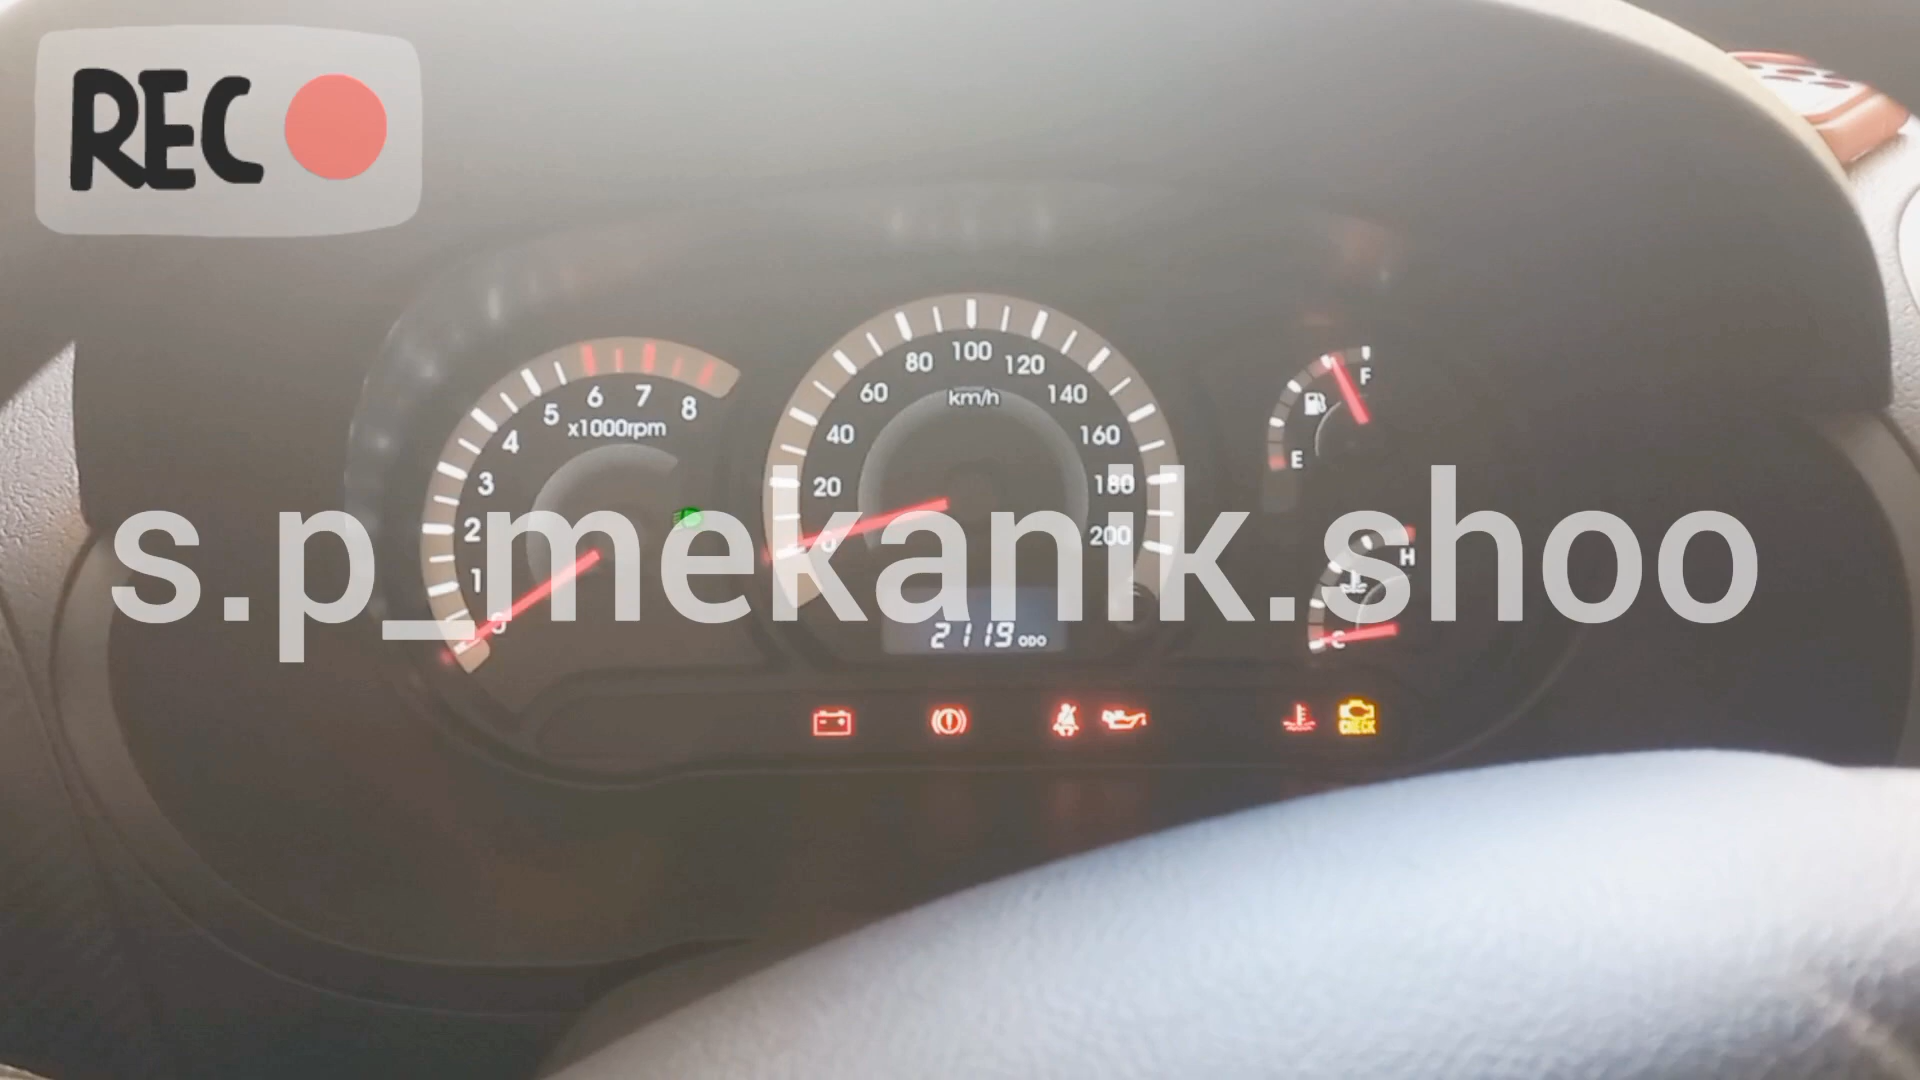 REC
100
80 120
60 km/h 140
6 7
5 8
x1000rpm
F
4 40 160
3 20 180
E
2 200
1 0
H
s.p_mekanik.shoo
C
2119 ODO
CHECK